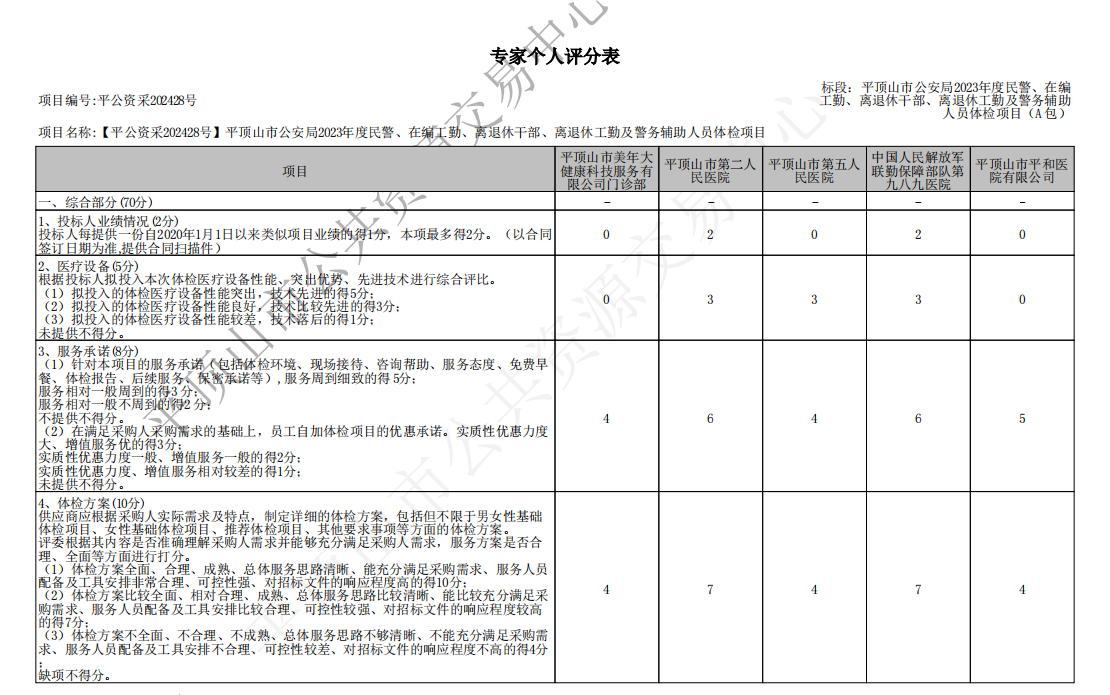 专家个人评分表
项目编号:平公资采202428号
标段：平顶山市公安局2023年度民警、在编
工勤、离退休干部、离退休工勤及警务辅助
人员体检项目（A包）
项目名称:【平公资采202428号】平顶山市公安局2023年度民警、在编工勤、离退休干部、离退休工勤及警务辅助人员体检项目
项目
平顶山市美年大
健康科技服务有
限公司门诊部
平顶山市第二人
民医院
平顶山市第五人
民医院
中国人民解放军
联勤保障部队第
九八九医院
平顶山市平和医
院有限公司
一、综合部分(70分)
– – – – –
1、投标人业绩情况(2分)
投标人每提供一份自2020年1月1日以来类似项目业绩的得1分，本项最多得2分。（以合同
签订日期为准,提供合同扫描件）
0 2 0 2 0
2、医疗设备(5分)
根据投标人拟投入本次体检医疗设备性能、突出优势、先进技术进行综合评比。
（1）拟投入的体检医疗设备性能突出，技术先进的得5分；
（2）拟投入的体检医疗设备性能良好，技术比较先进的得3分；
（3）拟投入的体检医疗设备性能较差，技术落后的得1分；
未提供不得分。
0 3 3 3 0
3、服务承诺(8分)
（1）针对本项目的服务承诺（包括体检环境、现场接待、咨询帮助、服务态度、免费早
餐、体检报告、后续服务、保密承诺等）,服务周到细致的得 5分；
服务相对一般周到的得3 分；
服务相对一般不周到的得2 分；
不提供不得分。
（2）在满足采购人采购需求的基础上，员工自加体检项目的优惠承诺。实质性优惠力度
大、增值服务优的得3分；
实质性优惠力度一般、增值服务一般的得2分；
实质性优惠力度、增值服务相对较差的得1分；
未提供不得分。
4 6 4 6 5
4、体检方案(10分)
供应商应根据采购人实际需求及特点，制定详细的体检方案，包括但不限于男女性基础
体检项目、女性基础体检项目、推荐体检项目、其他要求事项等方面的体检方案。
评委根据其内容是否准确理解采购人需求并能够充分满足采购人需求，服务方案是否合
理、全面等方面进行打分。
（1）体检方案全面、合理、成熟、总体服务思路清晰、能充分满足采购需求、服务人员
配备及工具安排非常合理、可控性强、对招标文件的响应程度高的得10分；
（2）体检方案比较全面、相对合理、成熟、总体服务思路比较清晰、能比较充分满足采
购需求、服务人员配备及工具安排比较合理、可控性较强、对招标文件的响应程度较高
的得7分；
（3）体检方案不全面、不合理、不成熟、总体服务思路不够清晰、不能充分满足采购需
求、服务人员配备及工具安排不合理、可控性较差、对招标文件的响应程度不高的得4分
；
缺项不得分。
4 7 4 7 4
平顶山市公共资源交易中心
平顶山市公共资源交易中心